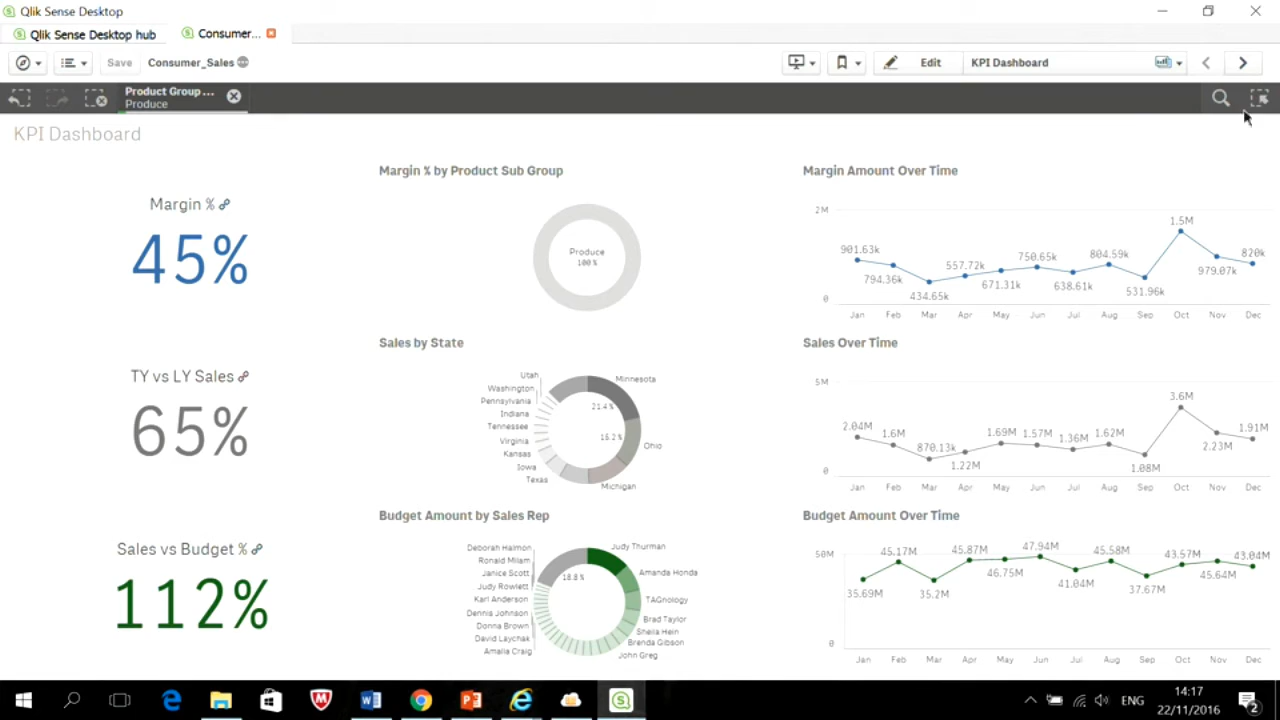 Qlik Sense Desktop
Qlik Sense Desktop hub
Consumer...
Save
Consumer_Sales
Edit
KPI Dashboard
Product Group ...
Produce
KPI Dashboard
Margin %
45%
Margin % by Product Sub Group
Produce
100 %
Margin Amount Over Time
2M
0
901.63k
794.36k
434.65k
557.72k
671.31k
750.65k
638.61k
804.59k
531.96k
1.5M
979.07k
820k
Jan Feb Mar Apr May Jun Jul Aug Sep Oct Nov Dec
TY vs LY Sales
65%
Sales by State
Utah
Washington
Pennsylvania
Indiana
Tennessee
Virginia
Kansas
Iowa
Texas
Minnesota
21.4 %
15.2 %
Ohio
Michigan
Sales Over Time
5M
0
2.04M
1.6M
870.13k
1.22M
1.69M
1.57M
1.36M
1.62M
1.08M
3.6M
2.23M
1.91M
Jan Feb Mar Apr May Jun Jul Aug Sep Oct Nov Dec
Sales vs Budget %
112%
Budget Amount by Sales Rep
Deborah Halmon
Ronald Milam
Janice Scott
Judy Rowlett
Karl Anderson
Dennis Johnson
Donna Brown
David Laychak
Amalia Craig
Judy Thurman
18.8 %
Amanda Honda
TAGnology
Brad Taylor
Sheila Hein
Brenda Gibson
John Greg
Budget Amount Over Time
50M
0
35.69M
45.17M
35.2M
45.87M
46.75M
47.94M
41.04M
45.58M
37.67M
43.57M
45.64M
43.04M
Jan Feb Mar Apr May Jun Jul Aug Sep Oct Nov Dec
ENG
14:17
22/11/2016
2